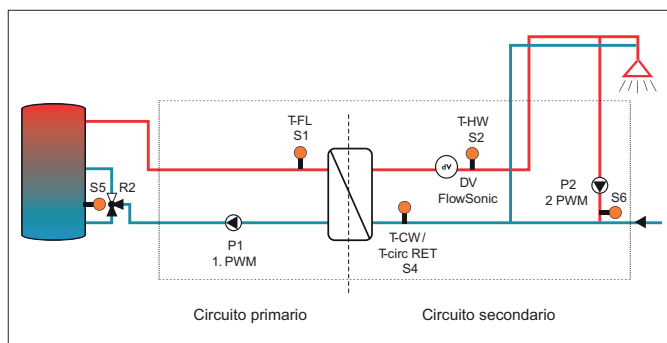 T-FL
S1
T-HW
S2
dV
DV
FlowSonic
S5
R2
P2
2 PWM
S6
P1
1. PWM
T-CW/
T-circ RET
S4
Circuito primario
Circuito secondario